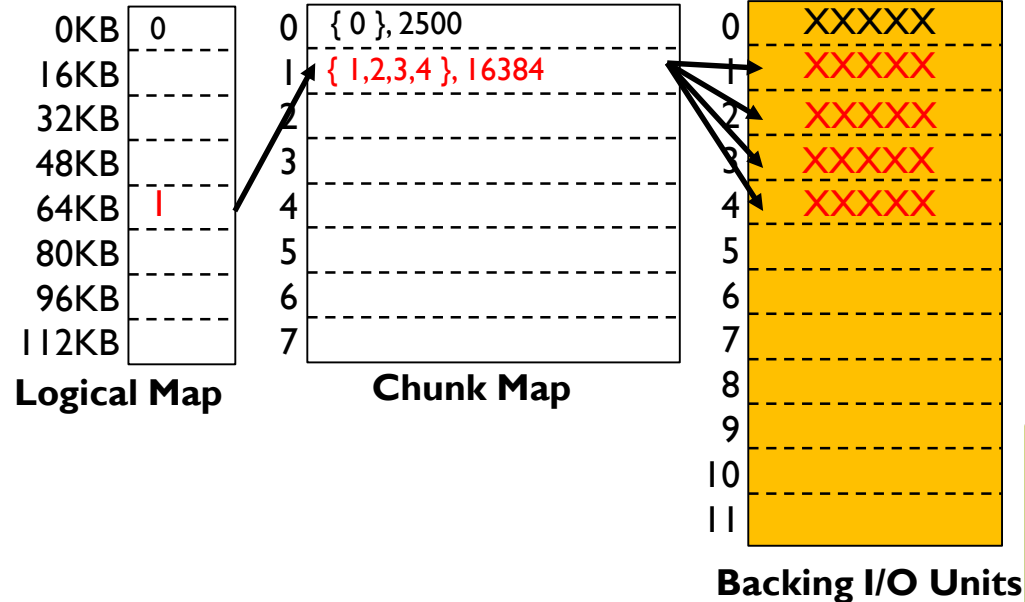 0KB 0
16KB
32KB
48KB
64KB 1
80KB
96KB
112KB
Logical Map
0 { 0 }, 2500
1 { 1,2,3,4 }, 16384
2
3
4
5
6
7
Chunk Map
0 XXXXX
1 XXXXX
2 XXXXX
3 XXXXX
4 XXXXX
5
6
7
8
9
10
11
Backing I/O Units